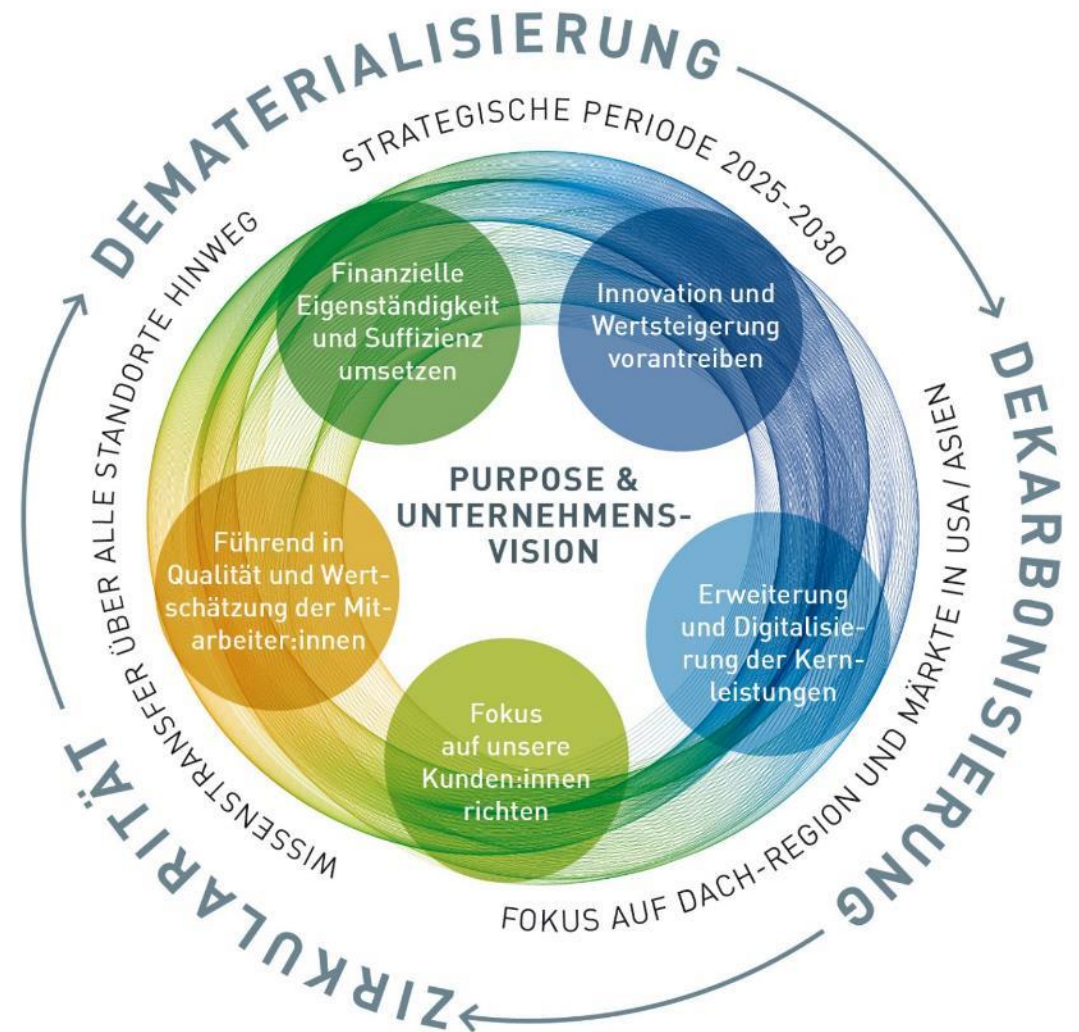 DEMATERIALISIERUNG
DEKARBONISIERUNG
ZIRKULARITÄT
STRATEGISCHE PERIODE 2025-2030
FOKUS AUF DACH-REGION UND MÄRKTE IN USA / ASIEN
WISSENSTRANSFER ÜBER ALLE STANDORTE HINWEG
Finanzielle
Eigenständigkeit
und Suffizienz
umsetzen
Innovation und
Wertsteigerung
vorantreiben
PURPOSE &
UNTERNEHMENS-
VISION
Führend in
Qualität und Wert-
schätzung der Mit-
arbeiter:innen
Erweiterung
und Digitalisie-
rung der Kern-
leistungen
Fokus
auf unsere
Kunden:innen
richten